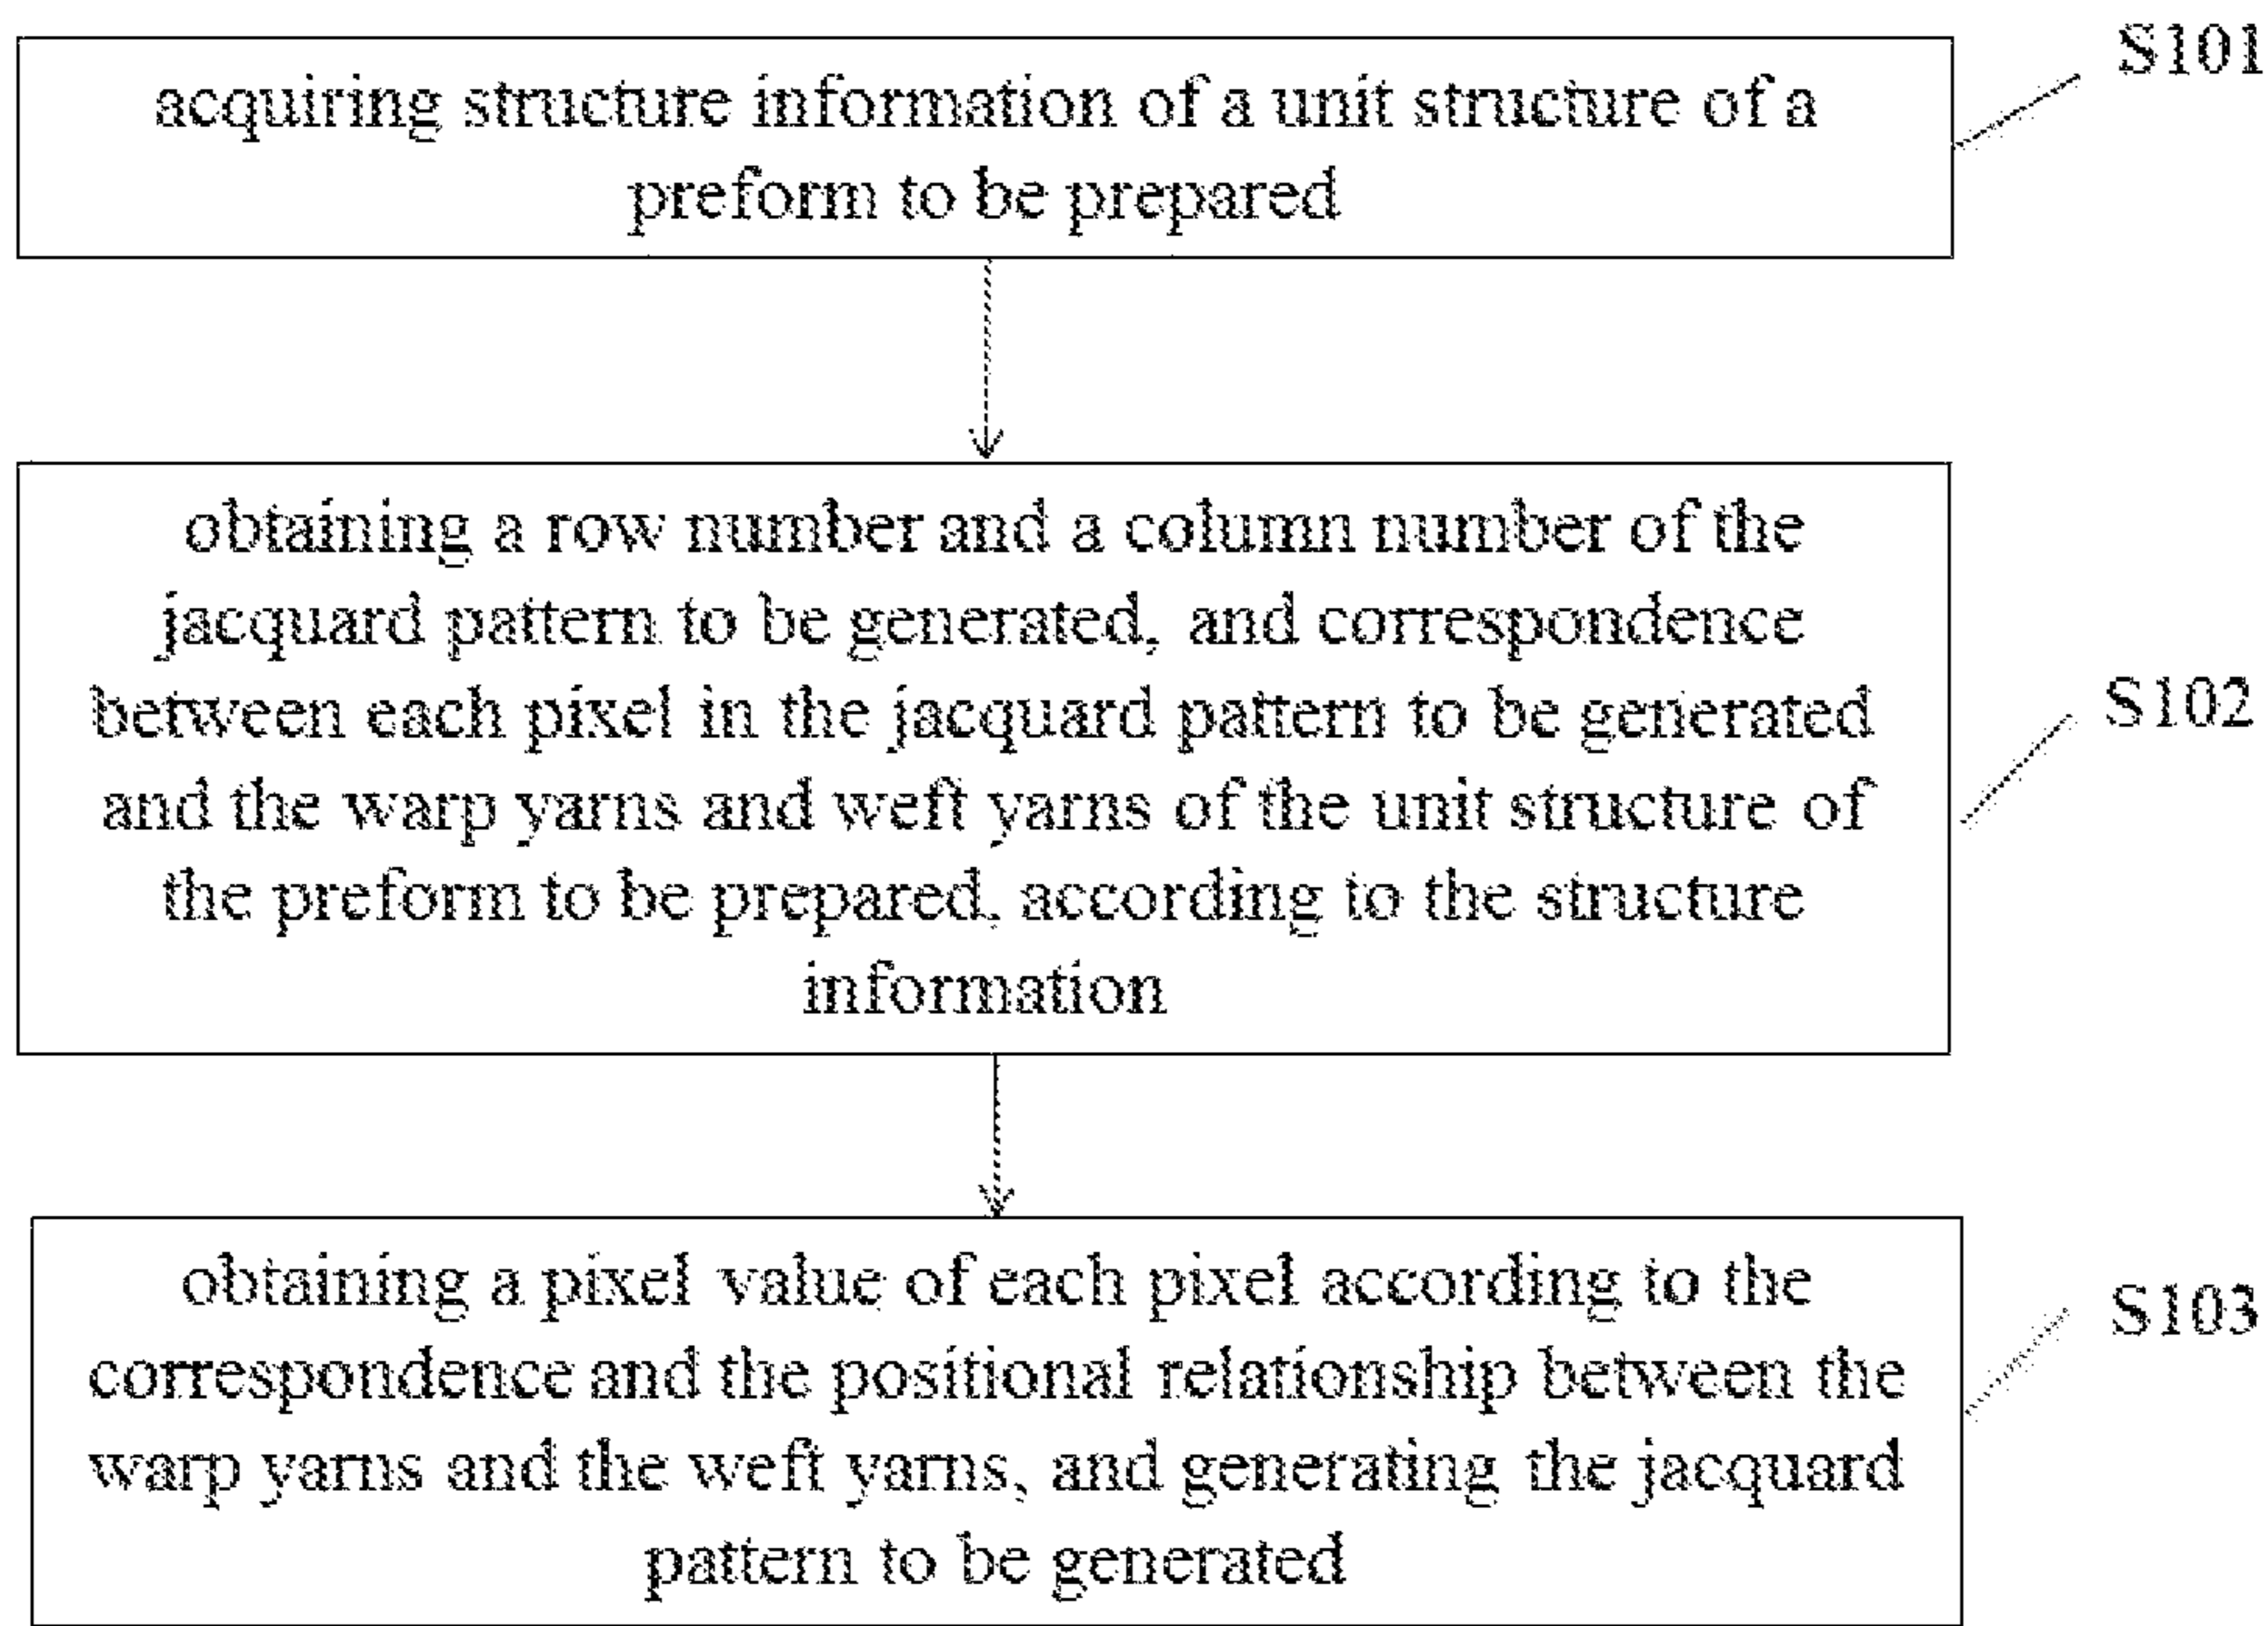 S101
acquiring structure information of a unit structure of a
preform to be prepared
obtaining a row number and a column number of the
jacquard pattern to be generated, and correspondence
between each pixel in the jacquard pattern to be generated
and the warp yarns and weft yarns of the unit structure of
the preform to be prepared, according to the structure
information
S102
obtaining a pixel value of each pixel according to the
correspondence and the positional relationship between the
warp yarns and the weft yarns, and generating the jacquard
pattern to be generated
S103